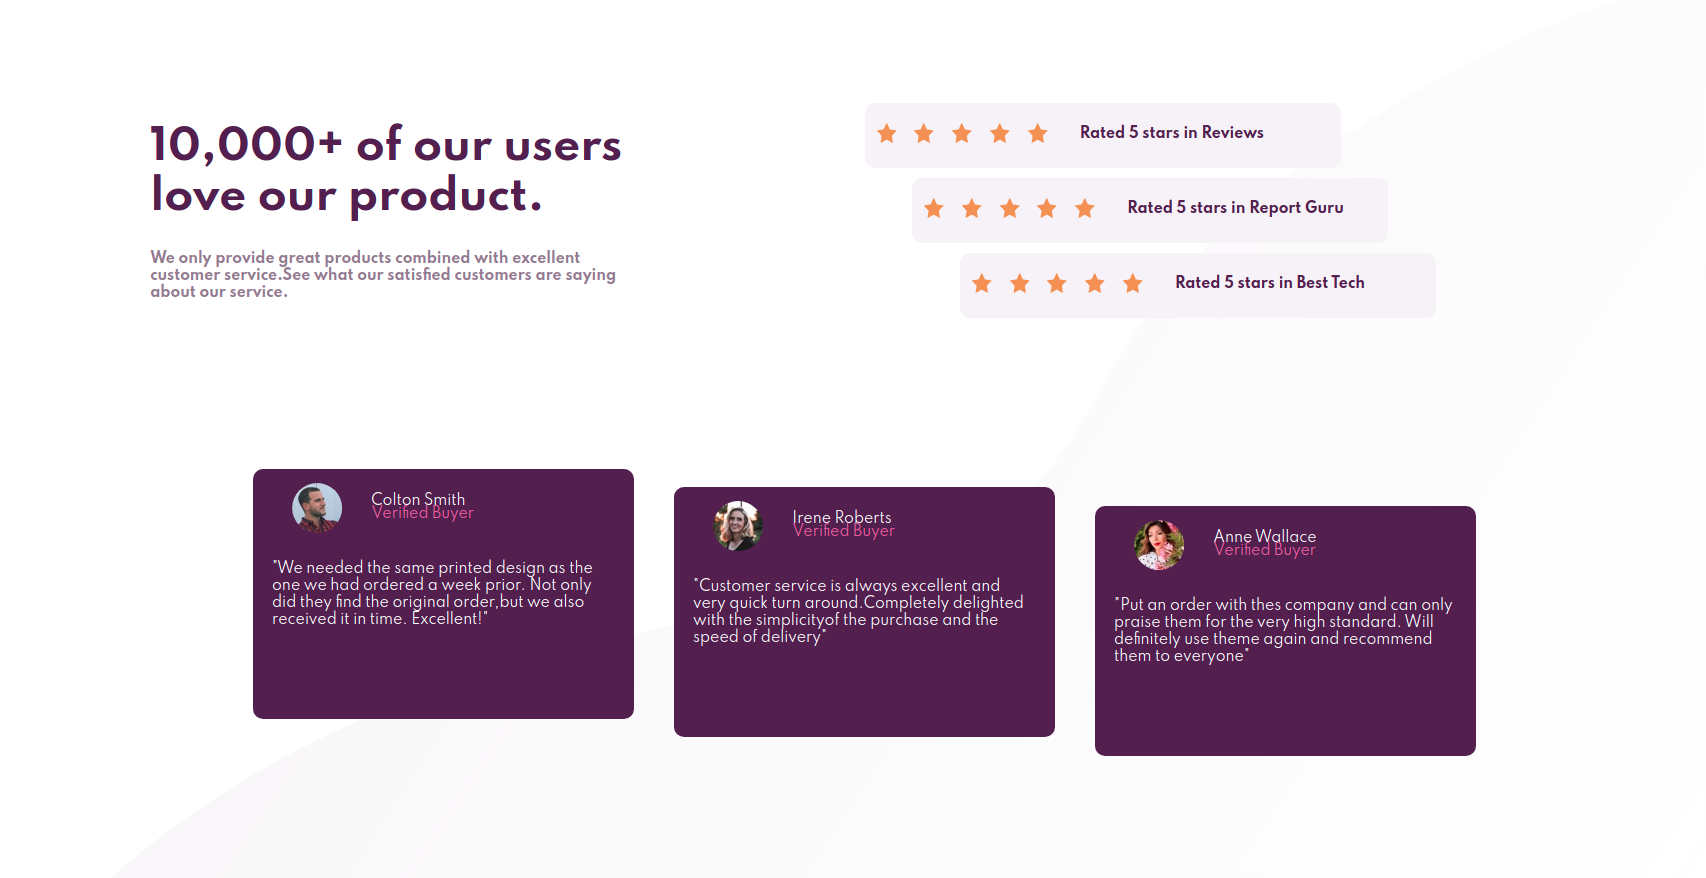 10,000+ of our users
love our product.
We only provide great products combined with excellent
customer service.See what our satisfied customers are saying
about our service.
Rated 5 stars in Reviews
Rated 5 stars in Report Guru
Rated 5 stars in Best Tech
Colton Smith
Verified Buyer
"We needed the same printed design as the
one we had ordered a week prior. Not only
did they find the original order,but we also
received it in time. Excellent!"
Irene Roberts
Verified Buyer
"Customer service is always excellent and
very quick turn around.Completely delighted
with the simplicityof the purchase and the
speed of delivery"
Anne Wallace
Verified Buyer
"Put an order with thes company and can only
praise them for the very high standard. Will
definitely use theme again and recommend
them to everyone"